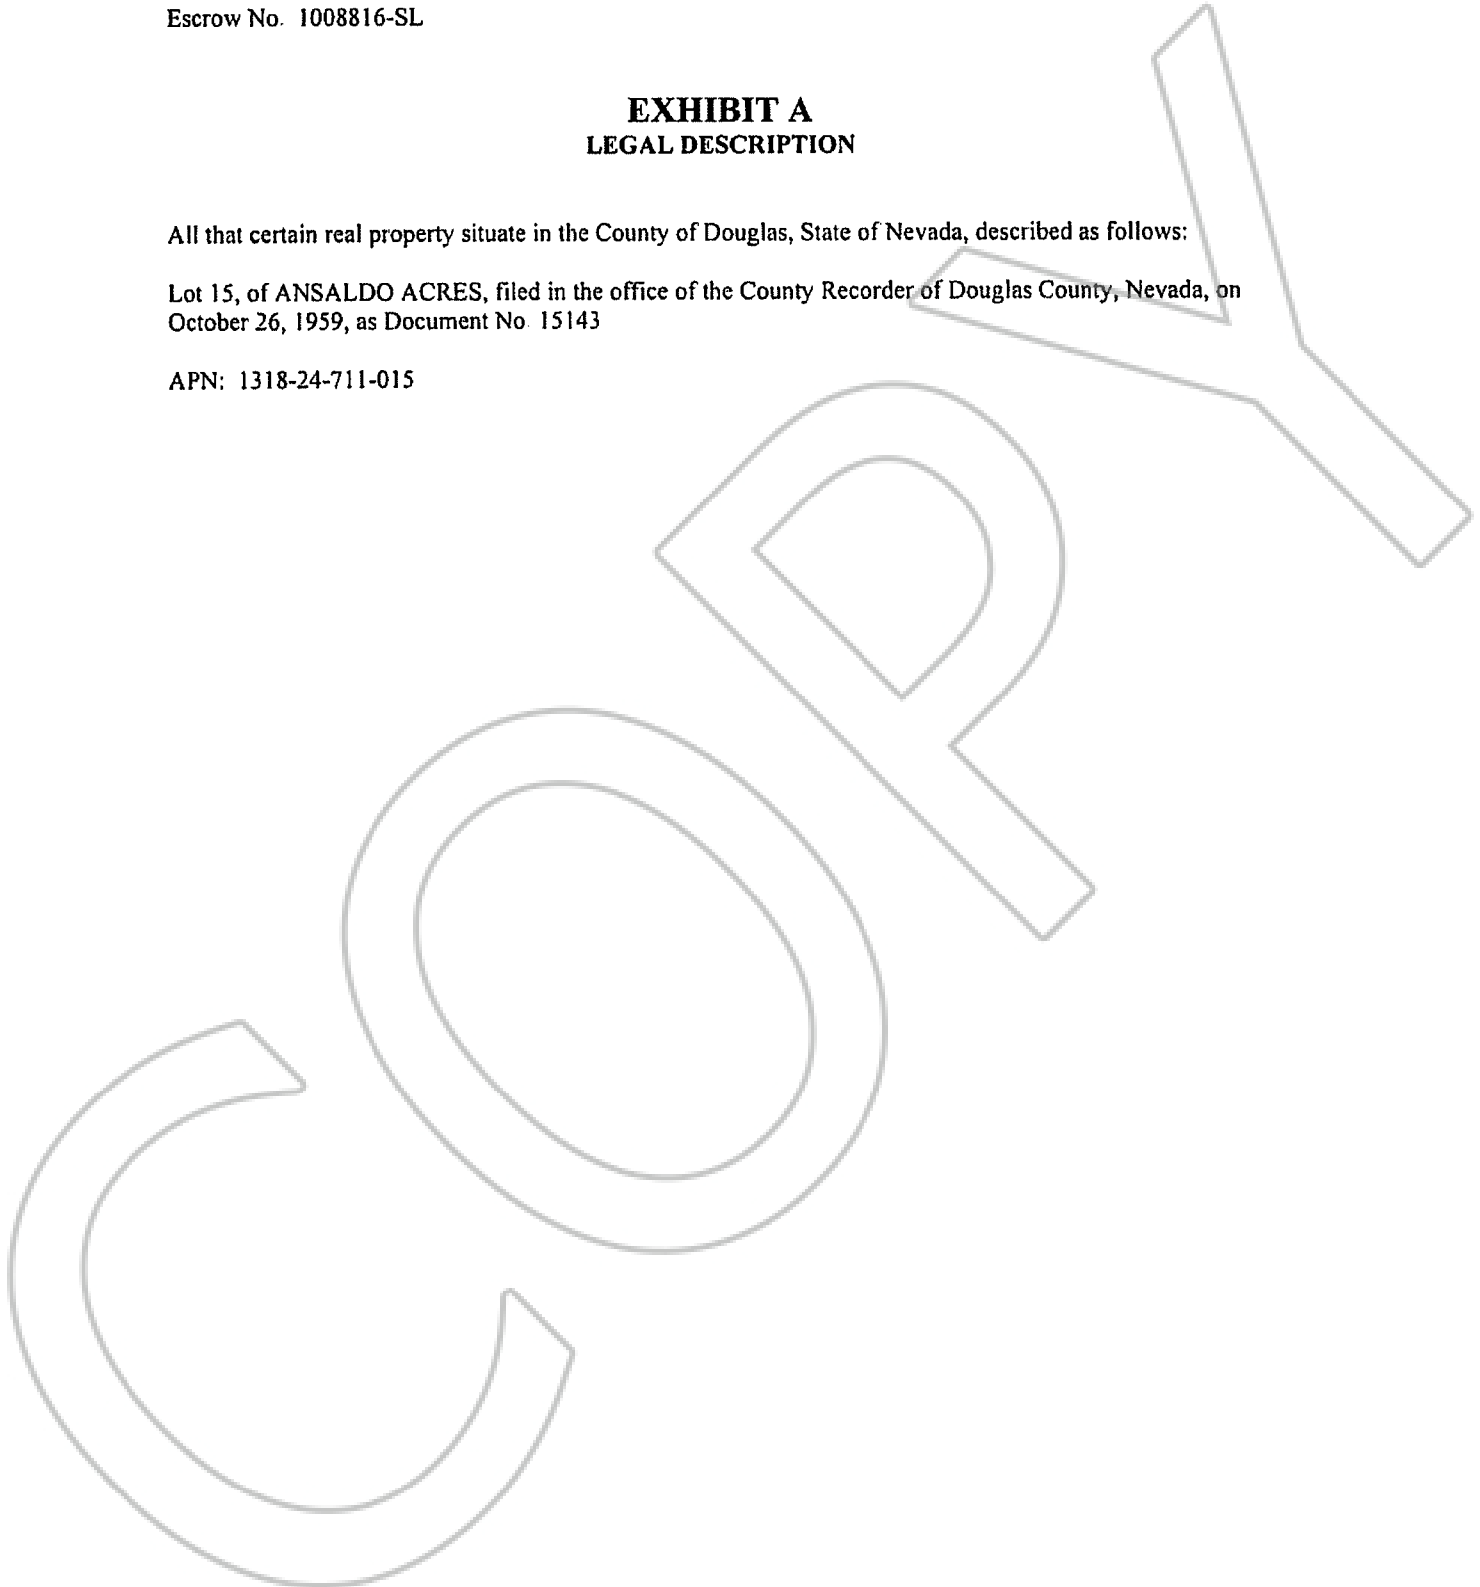 Escrow No. 1008816-SL
EXHIBIT A
LEGAL DESCRIPTION
All that certain real property situate in the County of Douglas, State of Nevada, described as follows:
Lot 15, of ANSALDO ACRES, filed in the office of the County Recorder of Douglas County, Nevada, on
October 26, 1959, as Document No. 15143
APN: 1318-24-711-015
COPY